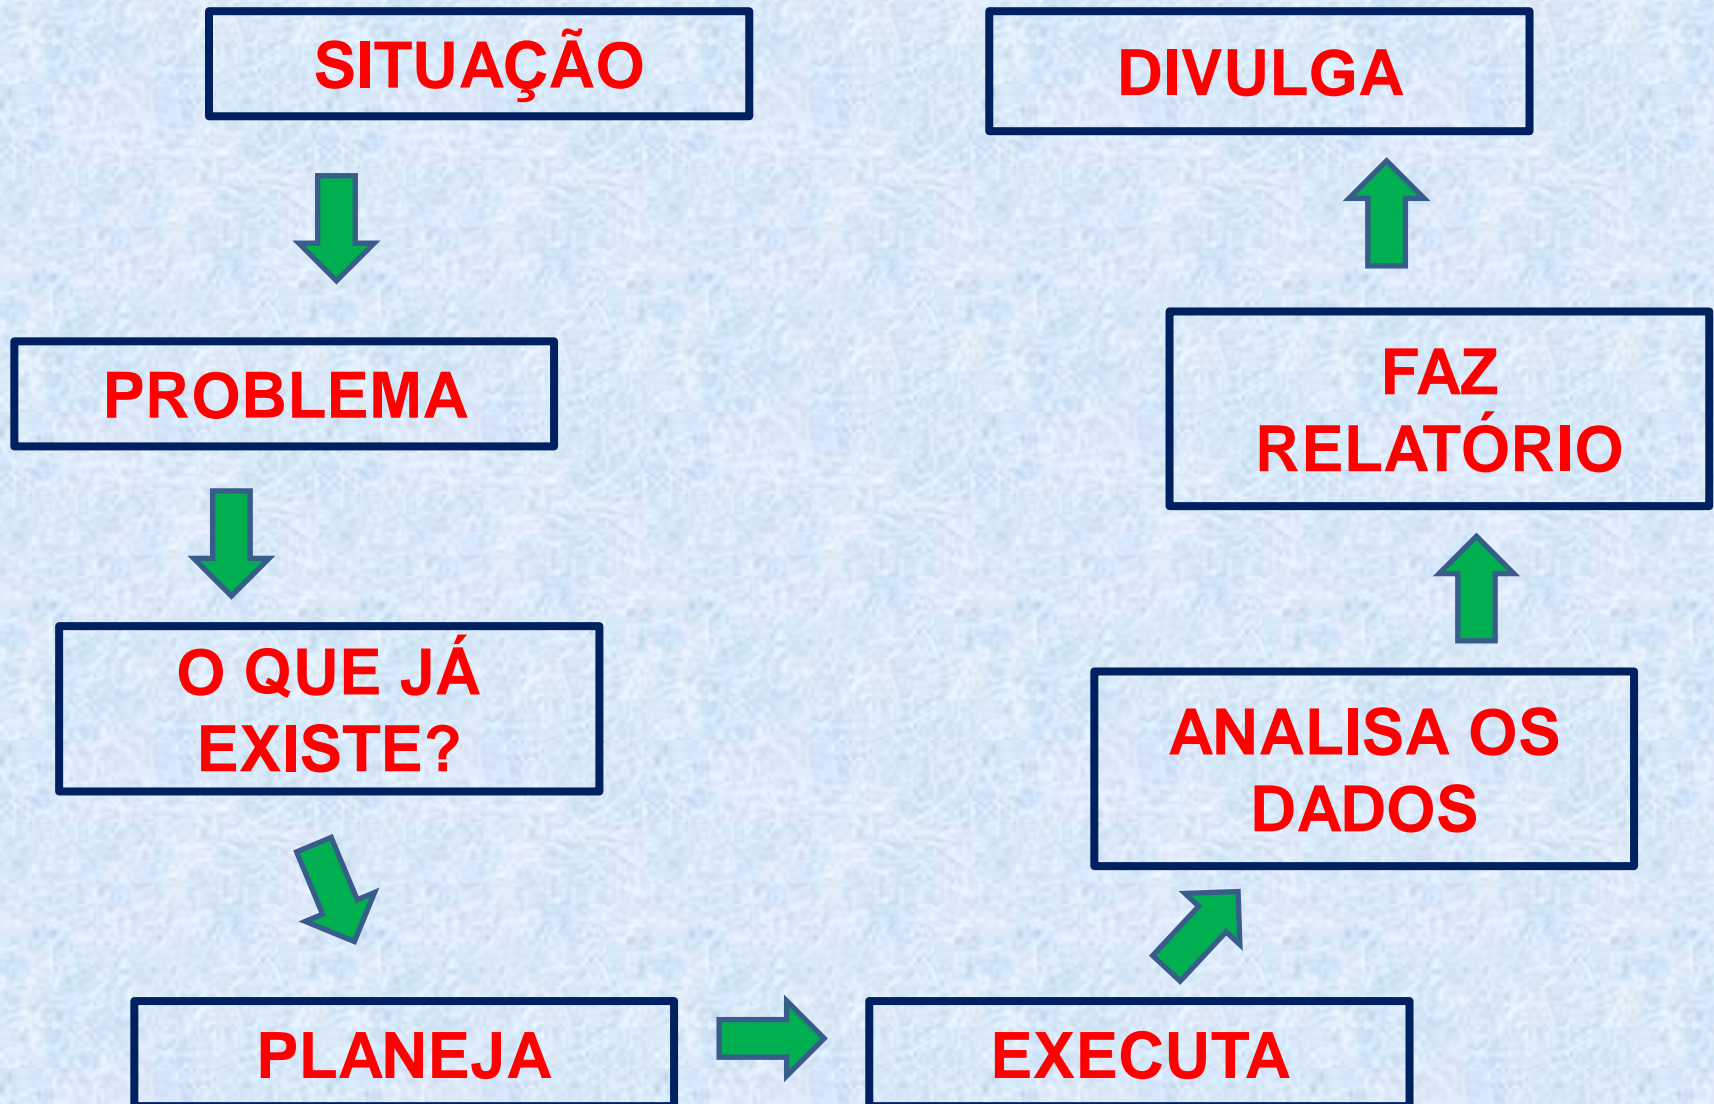 SITUAÇÃO
PROBLEMA
O QUE JÁ
EXISTE?
PLANEJA
EXECUTA
ANALISA OS
DADOS
FAZ
RELATÓRIO
DIVULGA